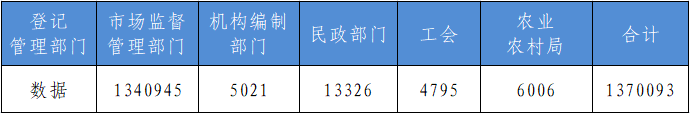 登记
管理部门
市场监督
管理部门
机构编制
部门
民政部门
工会
农业
农村局
合计
数据
1340945
5021
13326
4795
6006
1370093